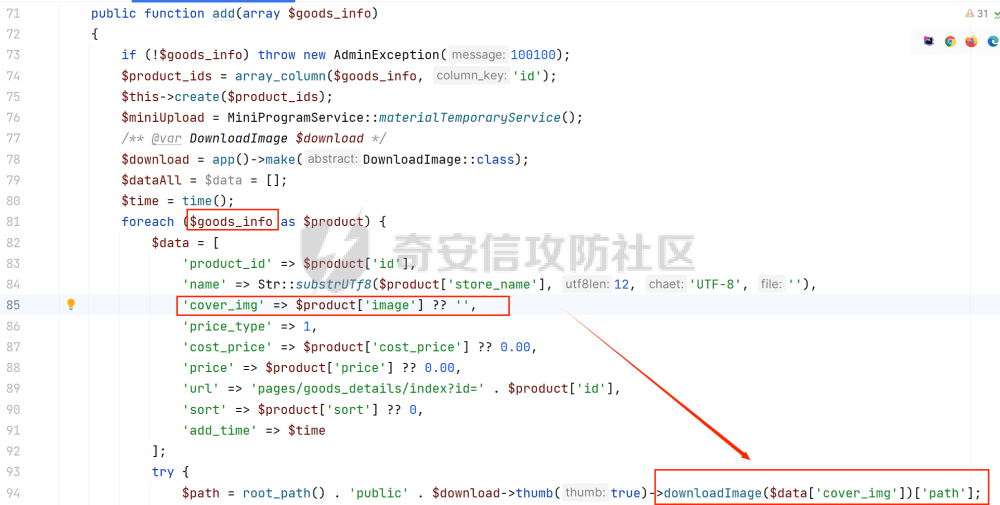 71 public function add(array $goods_info)
⚠ 31
72 {
73 if (!$goods_info) throw new AdminException( message: 100100);
74 $product_ids = array_column($goods_info, column_key: 'id');
75 $this->create($product_ids);
76 $miniUpload = MiniProgramService::materialTemporaryService();
77 /** @var DownloadImage $download */
78 $download = app()->make( abstract: DownloadImage::class);
79 $dataAll = $data = [];
80 $time = time();
81 foreach ($goods_info as $product) {
82 $data = [
奇安信攻防社区
83 'product_id' => $product['id'],
84 'name' => Str::substrUTf8($product['store_name'], utf8len: 12, chaet: 'UTF-8', file: ''),
85 'cover_img' => $product['image'] ?? '',
86 'price_type' => 1,
87 'cost_price' => $product['cost_price'] ?? 0.00,
88 'price' => $product['price'] ?? 0.00,
89 'url' => 'pages/goods_details/index?id=' . $product['id'],
90 'sort' => $product['sort'] ?? 0,
91 'add_time' => $time
92 ];
93 try {
94 $path = root_path() . 'public' . $download->thumb( thumb: true)->downloadImage($data['cover_img'])['path'];